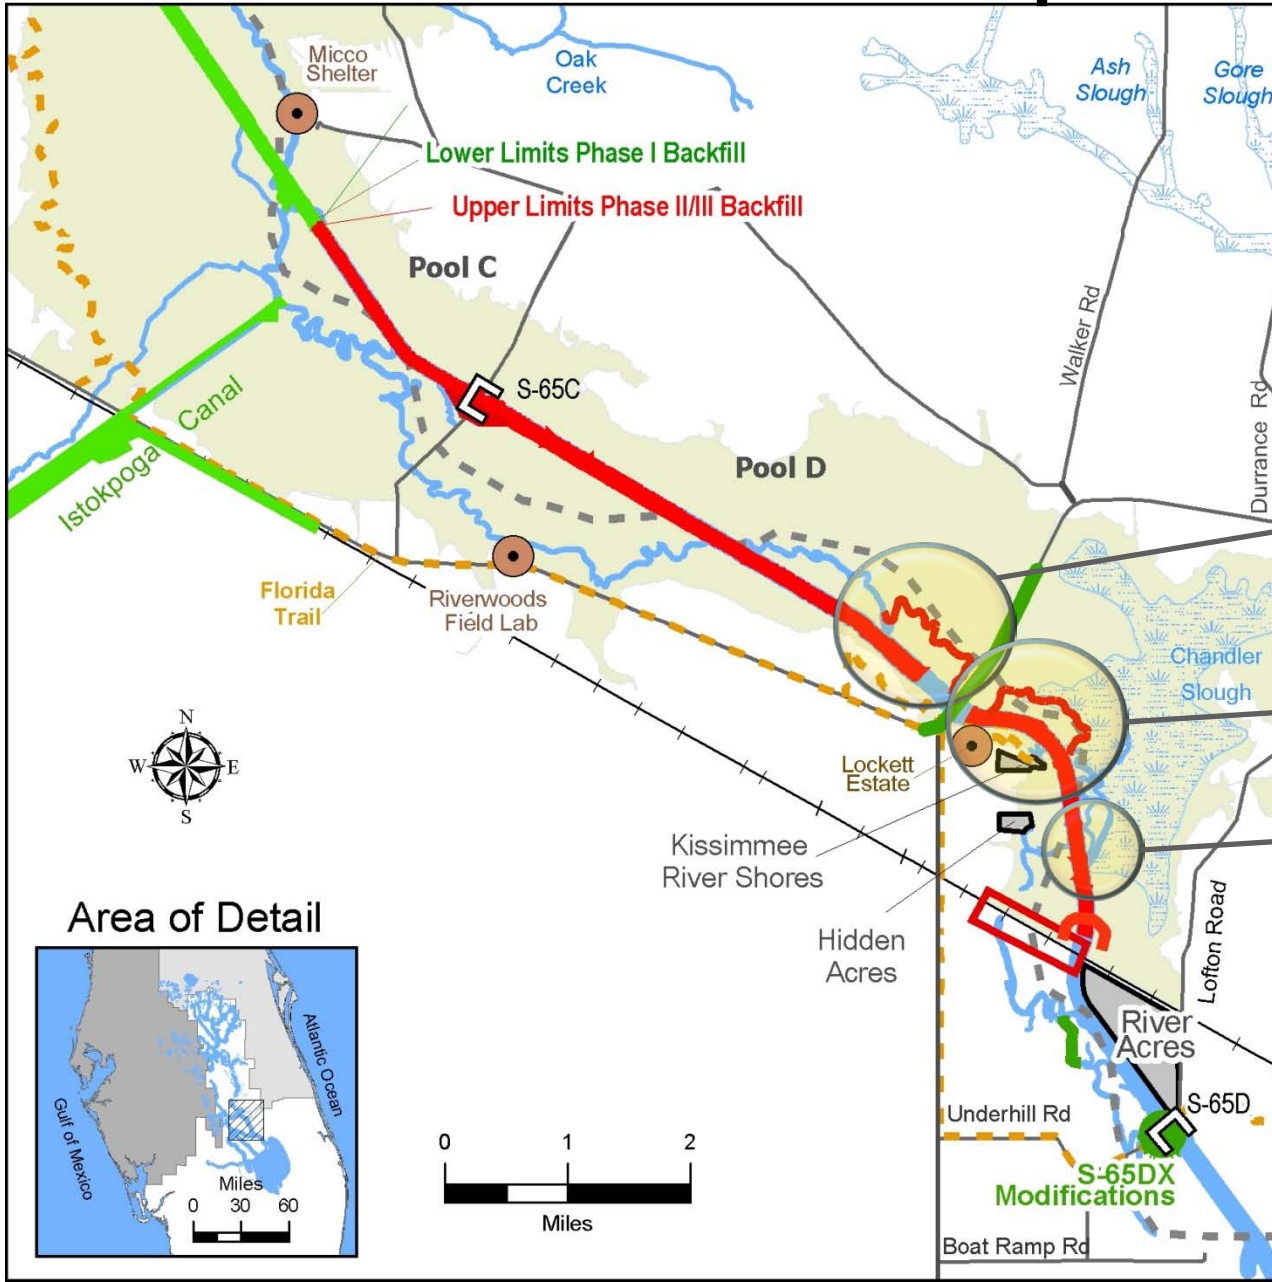 Micco
Shelter
Oak
Creek
Ash
Slough
Gore
Slough
Lower Limits Phase I Backfill
Upper Limits Phase II/III Backfill
Pool C
Walker Rd
Durrance Rd
S-65C
Istokpoga Canal
Pool D
Florida
Trail
Riverwoods
Field Lab
Chandler
Slough
N
W
E
S
Lockett
Estate
Kissimmee
River Shores
Hidden
Acres
Lofton Road
Area of Detail
Atlantic Ocean
Gulf of Mexico
Miles
0 30 60
0 1 2
Miles
River
Acres
S-65D
Underhill Rd
S-65DX
Modifications
Boat Ramp Rd